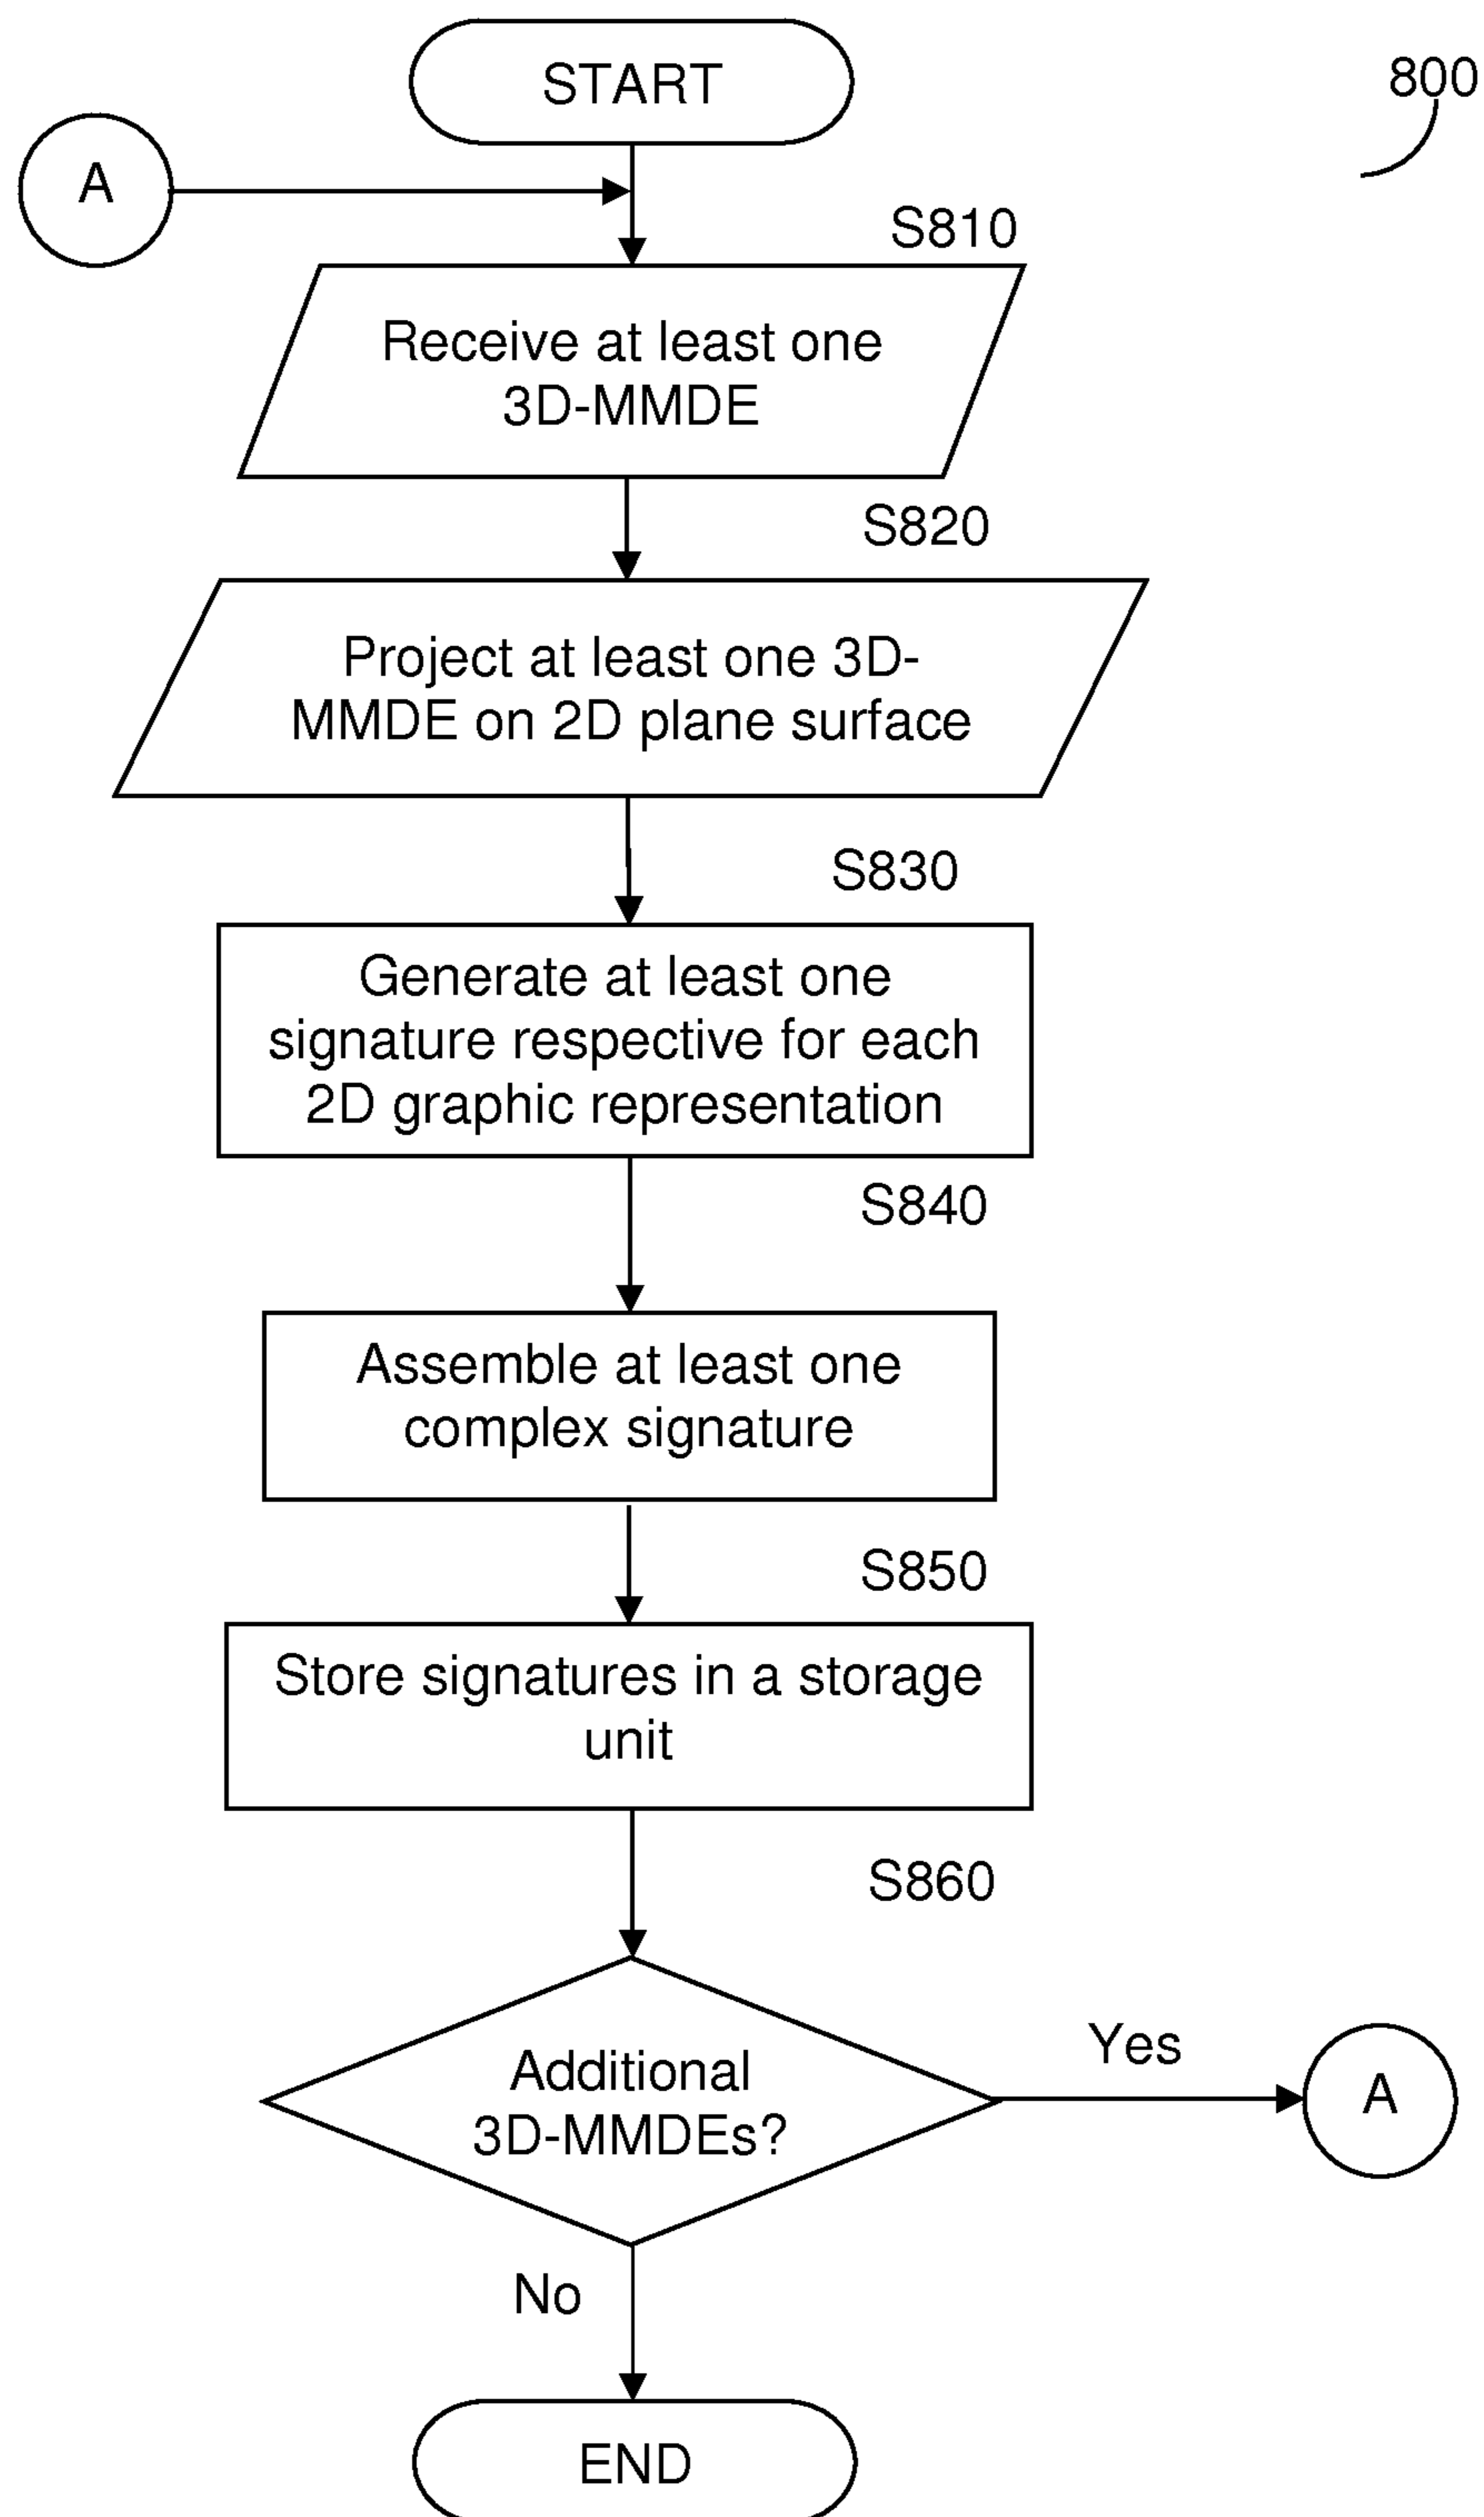 START
800
A
S810
Receive at least one
3D-MMDE
S820
Project at least one 3D-
MMDE on 2D plane surface
S830
Generate at least one
signature respective for each
2D graphic representation
S840
Assemble at least one
complex signature
S850
Store signatures in a storage
unit
S860
Additional
3D-MMDEs?
Yes
A
No
END